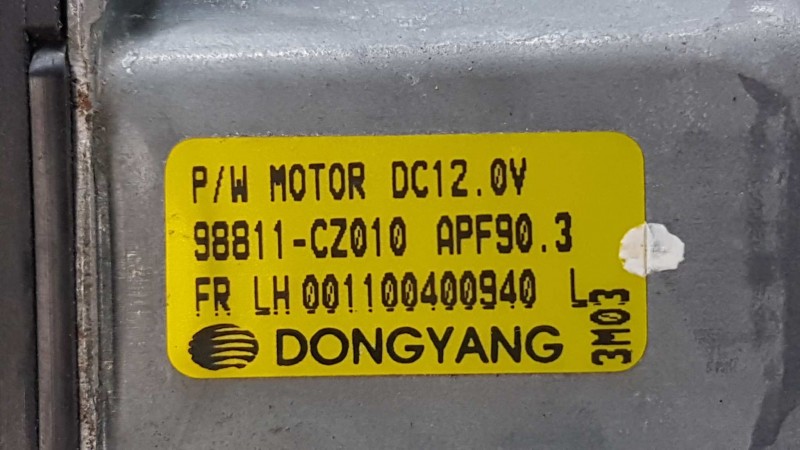 P/W MOTOR DC12.0V
98811-CZ010 APF90.3
FR LH 001100400940 L
DONGYANG
3M03